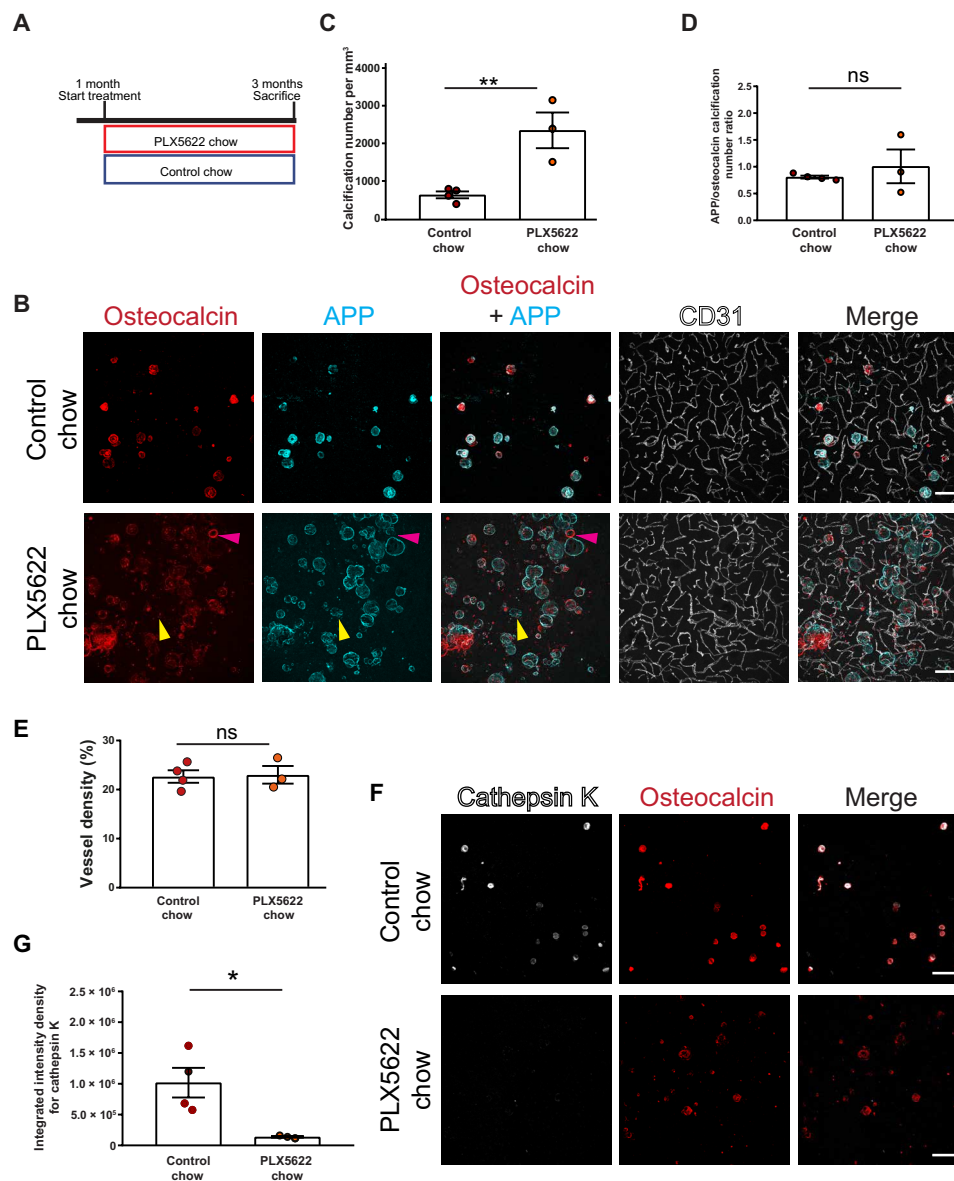 A
1 month
Start treatment
3 months
Sacrifice
PLX5622 chow
Control chow
C
Calcification number per mm³
4000
3000
2000
1000
0
**
Control
chow
PLX5622
chow
D
APP/osteocalcin calcification
number ratio
2.5
2.0
1.5
1.0
0.5
0.0
ns
Control
chow
PLX5622
chow
B
Osteocalcin
APP
Osteocalcin
+ APP
CD31
Merge
Control
chow
PLX5622
chow
E
Vessel density (%)
30
20
10
0
ns
Control
chow
PLX5622
chow
F
Cathepsin K
Osteocalcin
Merge
Control
chow
PLX5622
chow
G
Integrated intensity density
for cathepsin K
2.5 × 10⁶
2.0 × 10⁶
1.5 × 10⁶
1.0 × 10⁶
5.0 × 10⁵
0
*
Control
chow
PLX5622
chow